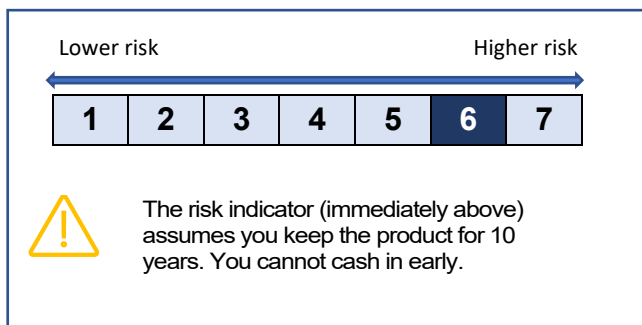 Lower risk Higher risk
1 2 3 4 5 6 7
The risk indicator (immediately above)
assumes you keep the product for 10
years. You cannot cash in early.